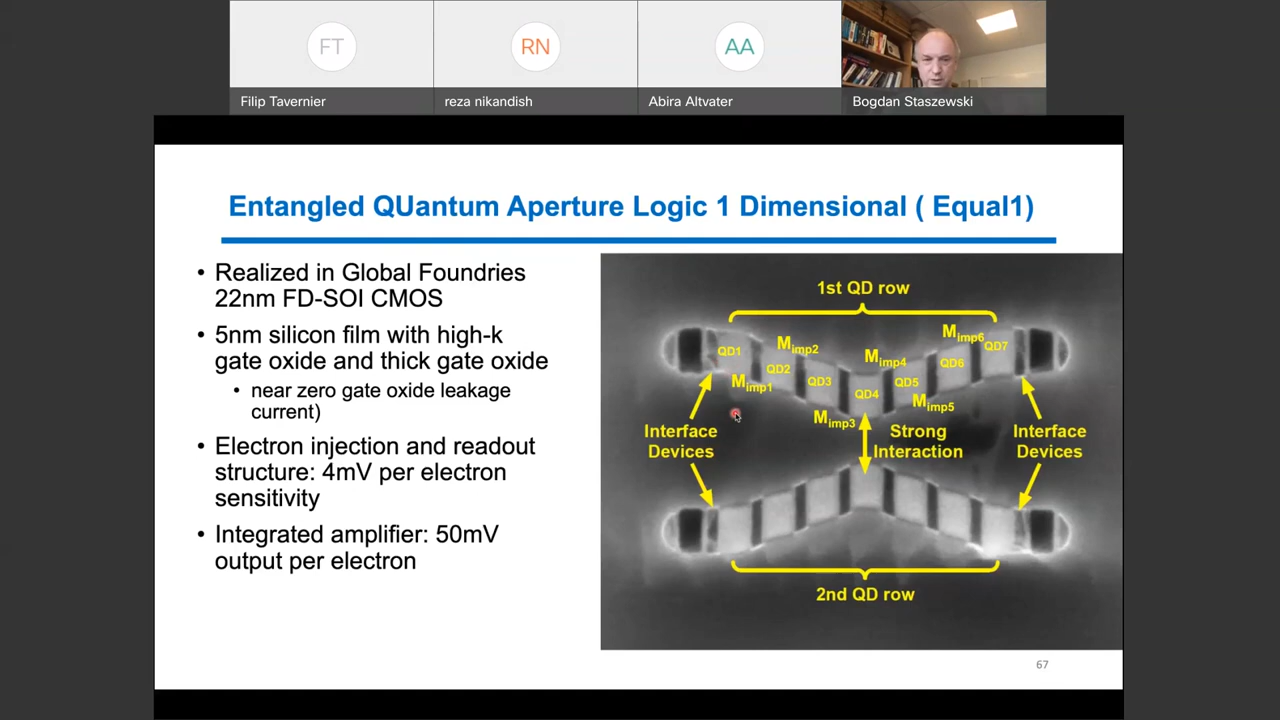 FT
RN
AA
Filip Tavernier
reza nikandish
Abira Altvater
Bogdan Staszewski
Entangled QUantum Aperture Logic 1 Dimensional ( Equal1)
• Realized in Global Foundries
22nm FD-SOI CMOS
• 5nm silicon film with high-k
gate oxide and thick gate oxide
• near zero gate oxide leakage
current)
• Electron injection and readout
structure: 4mV per electron
sensitivity
• Integrated amplifier: 50mV
output per electron
1st QD row
Mimp6
QD7
Mimp2
QD1
Mimp4
QD6
QD2
Mimp1
QD3
QD5
QD4
Mimp5
Mimp3
Interface
Devices
Strong
Interaction
Interface
Devices
2nd QD row
67